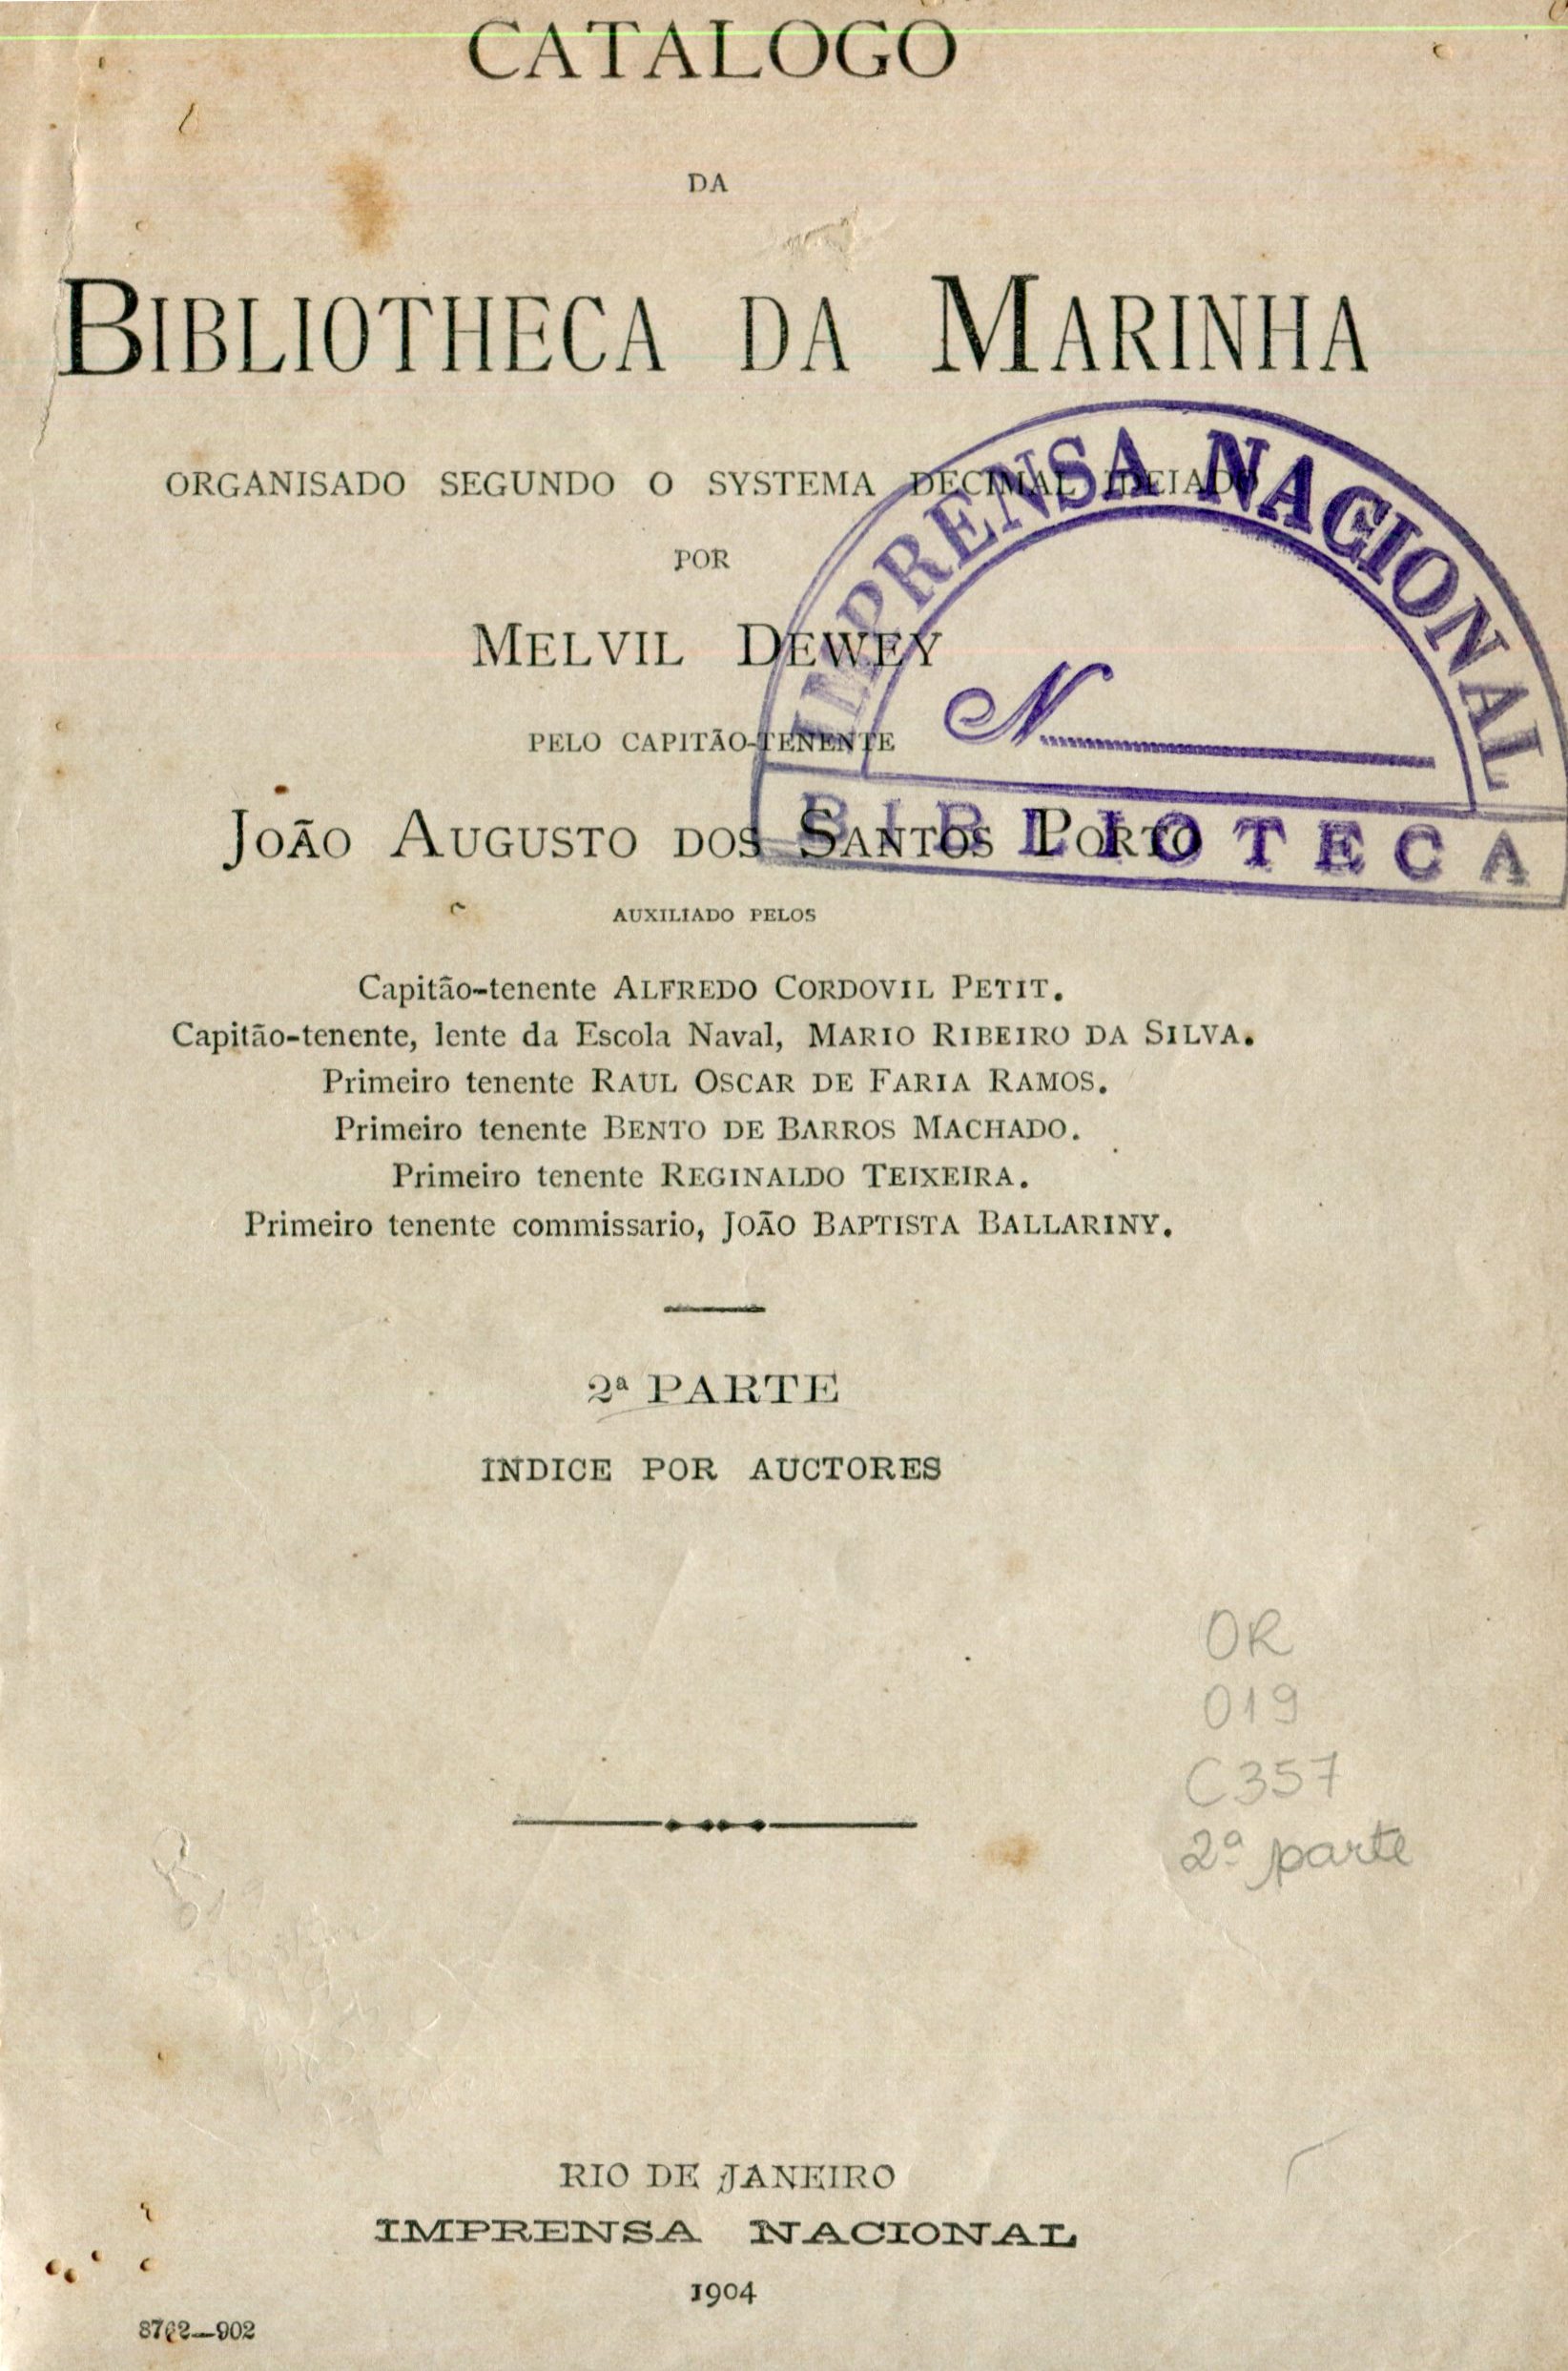 CATALOGO
DA
BIBLIOTHECA DA MARINHA
ORGANISADO SEGUNDO O SYSTEMA DECIMAL IDEIADO
POR
MELVIL DEWEY
PELO CAPITÃO-TENENTE
JOÃO AUGUSTO DOS SANTOS PORTO
IMPRENSA NACIONAL
N
BIBLIOTECA
AUXILIADO PELOS
Capitão-tenente ALFREDO CORDOVIL PETIT.
Capitão-tenente, lente da Escola Naval, MARIO RIBEIRO DA SILVA.
Primeiro tenente RAUL OSCAR DE FARIA RAMOS.
Primeiro tenente BENTO DE BARROS MACHADO.
Primeiro tenente REGINALDO TEIXEIRA.
Primeiro tenente commissario, JOÃO BAPTISTA BALLARINY.
2ª PARTE
INDICE POR AUCTORES
OR
019
C357
2ª parte
RIO DE JANEIRO
IMPRENSA NACIONAL
1904
8762—902